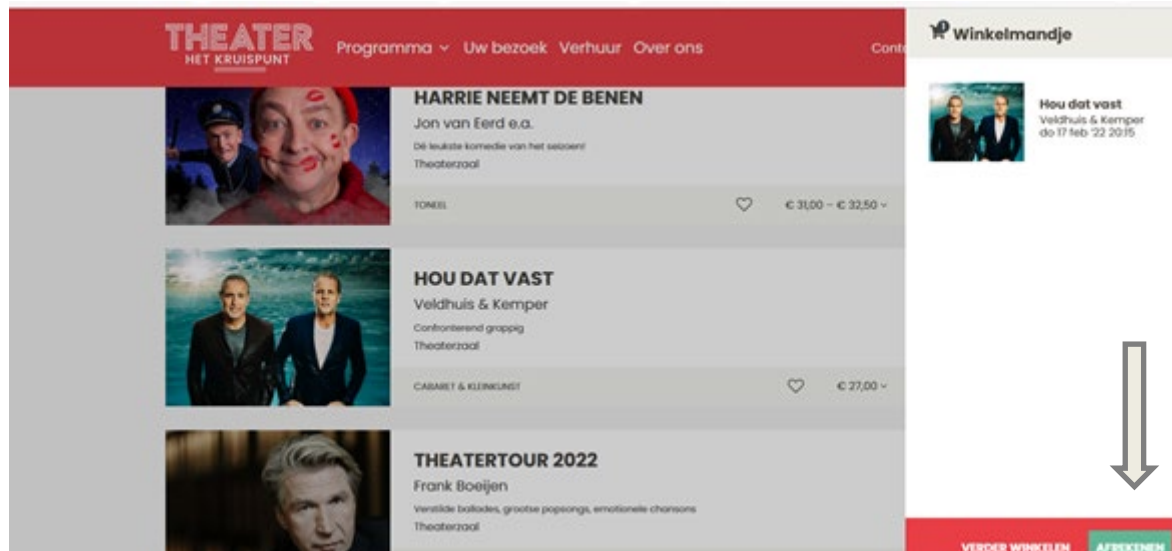 THEATER
HET KRUISPUNT
Programma
Uw bezoek
Verhuur
Over ons
Conte
HARRIE NEEMT DE BENEN
Jon van Eerd e.a.
Dé leukste komedie van het seizoen!
Theaterzaal
TONEEL
€ 31,00 – € 32,50
HOU DAT VAST
Veldhuis & Kemper
Confronterend grappig
Theaterzaal
CABARET & KLEINKUNST
€ 27,00
THEATERTOUR 2022
Frank Boeijen
Verstilde ballades, grootse popsongs, emotionele chansons
Theaterzaal
1
Winkelmandje
Hou dat vast
Veldhuis & Kemper
do 17 feb '22 20:15
VERDER WINKELEN
AFREKENEN